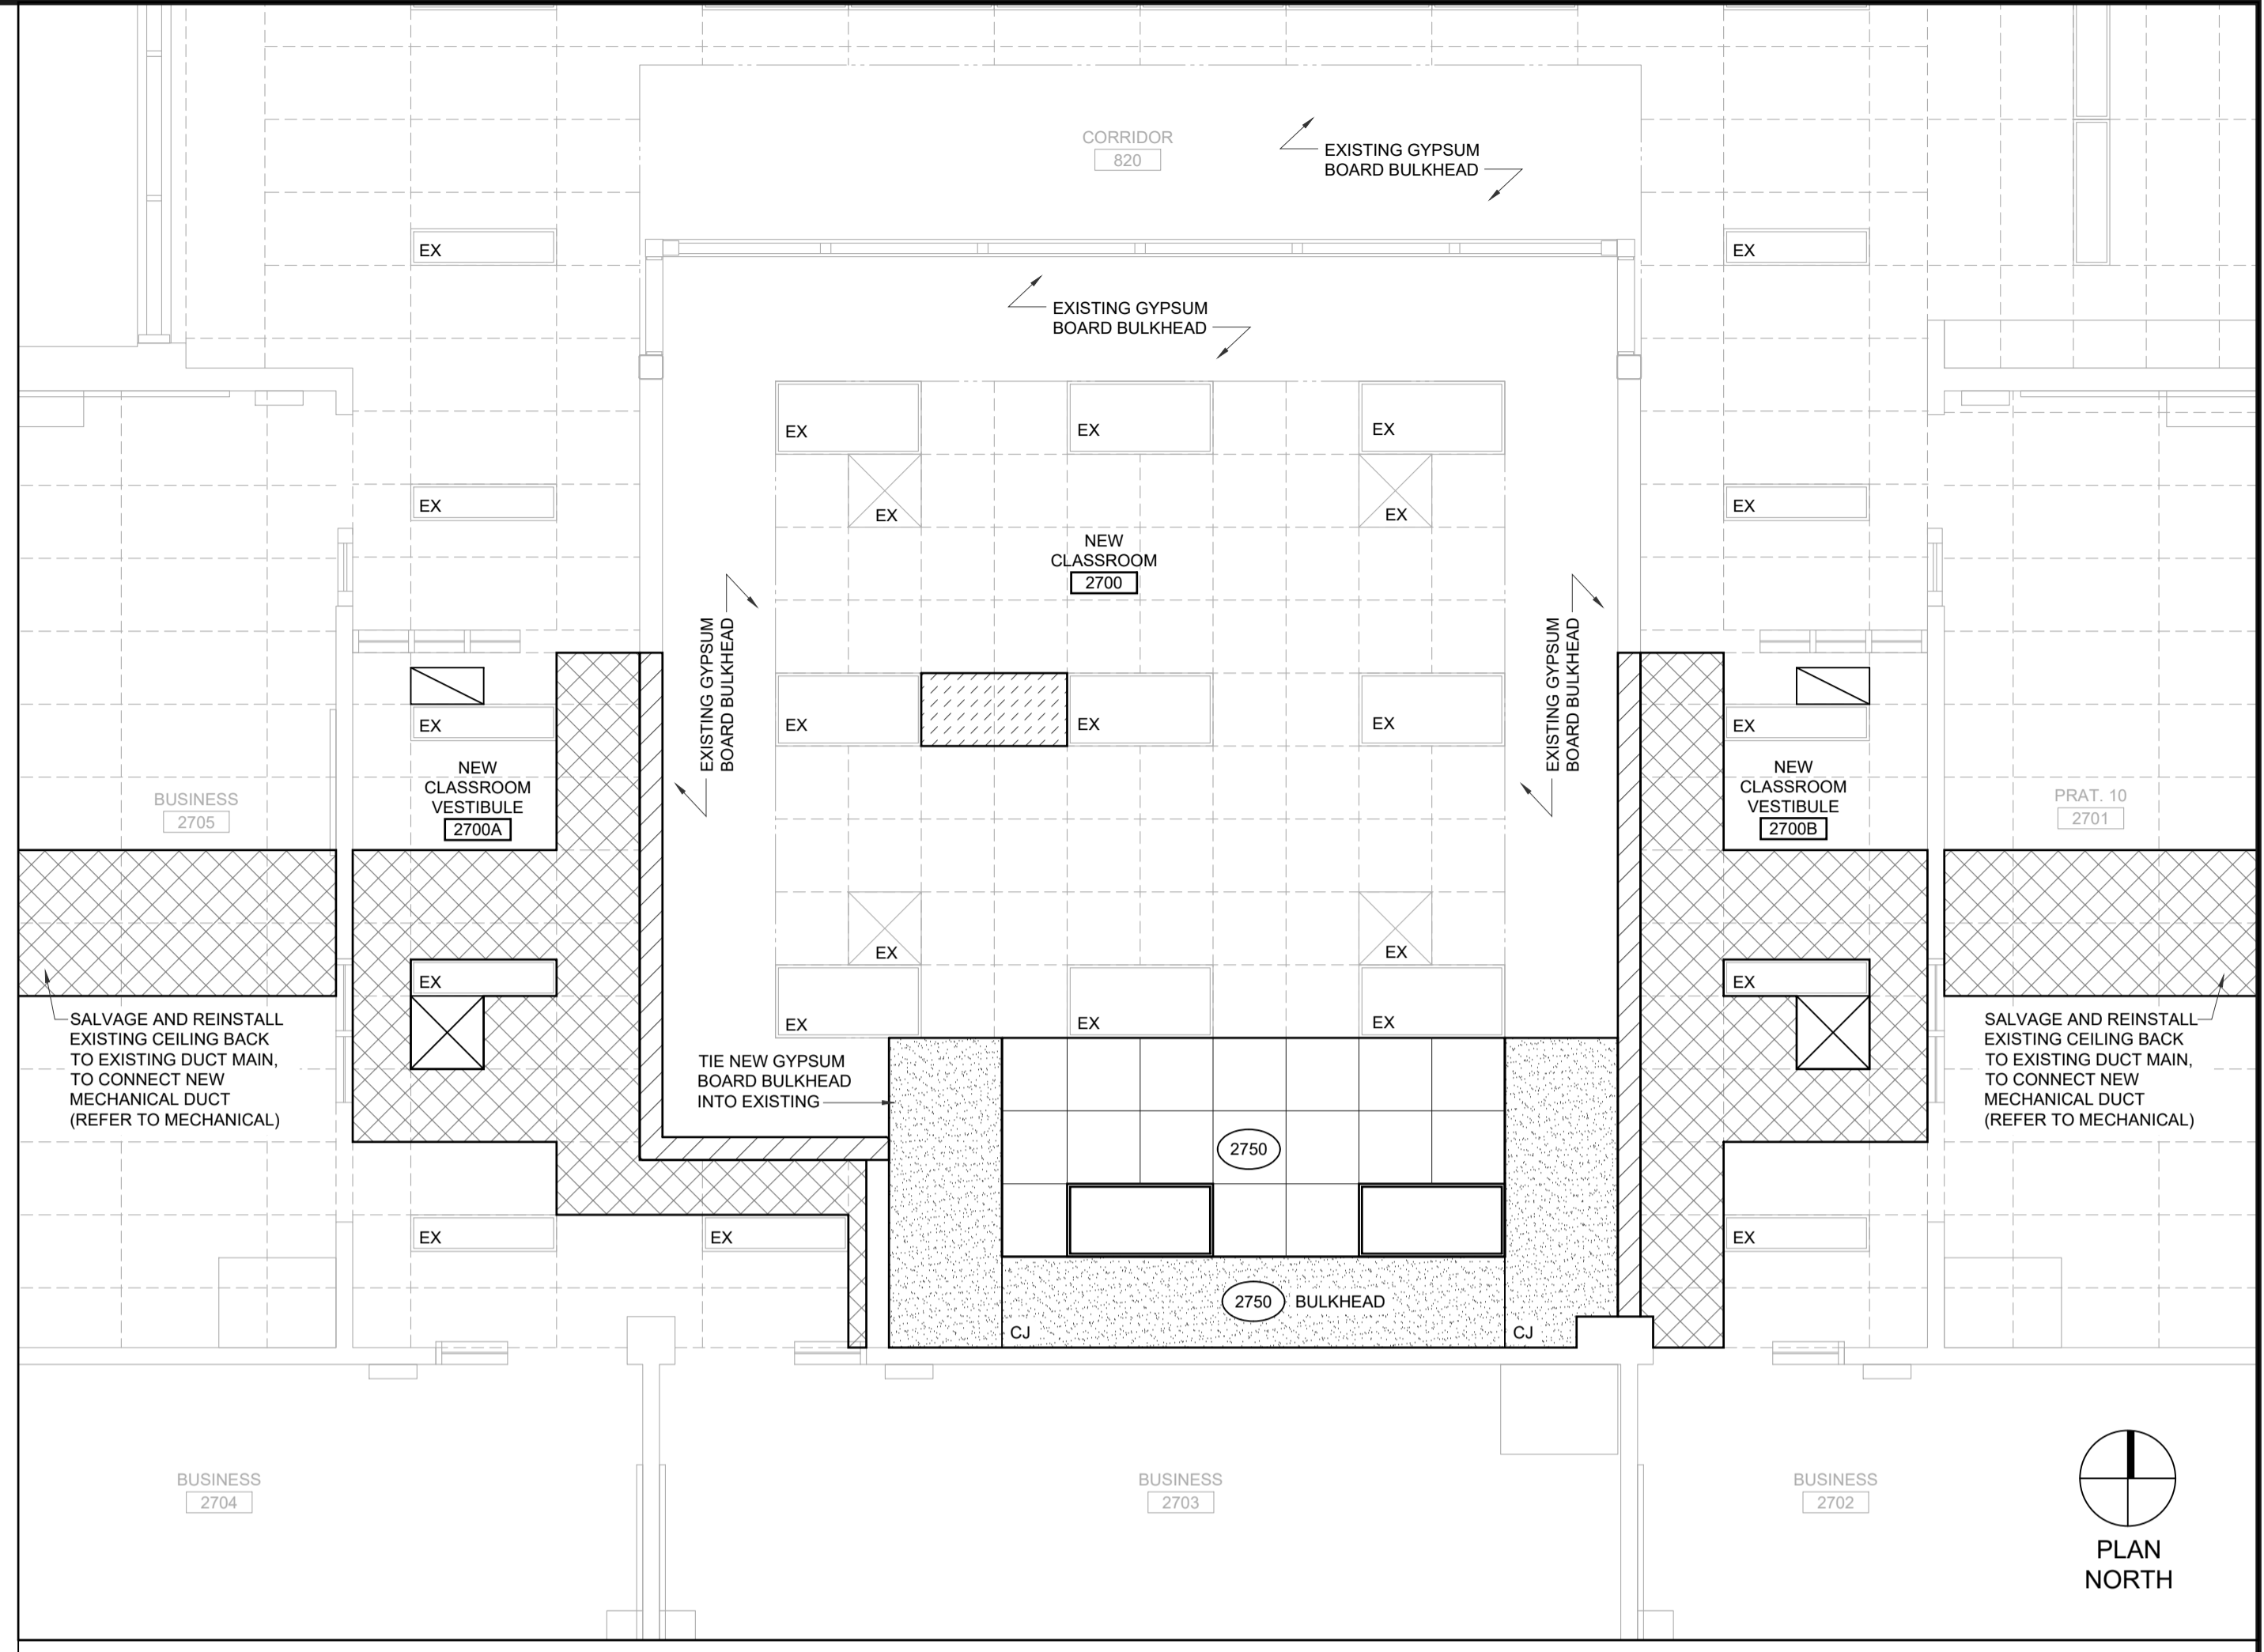 CORRIDOR
820
EXISTING GYPSUM
BOARD BULKHEAD
EX
EX
EXISTING GYPSUM
BOARD BULKHEAD
EX
EX
EX
EX
EX
EX
EX
NEW
CLASSROOM
2700
EXISTING GYPSUM
BOARD BULKHEAD
EXISTING GYPSUM
BOARD BULKHEAD
EX
EX
EX
EX
EX
NEW
CLASSROOM
VESTIBULE
2700A
NEW
CLASSROOM
VESTIBULE
2700B
BUSINESS
2705
PRAT. 10
2701
EX
EX
EX
EX
EX
EX
EX
SALVAGE AND REINSTALL
EXISTING CEILING BACK
TO EXISTING DUCT MAIN,
TO CONNECT NEW
MECHANICAL DUCT
(REFER TO MECHANICAL)
TIE NEW GYPSUM
BOARD BULKHEAD
INTO EXISTING
SALVAGE AND REINSTALL
EXISTING CEILING BACK
TO EXISTING DUCT MAIN,
TO CONNECT NEW
MECHANICAL DUCT
(REFER TO MECHANICAL)
2750
EX
EX
EX
2750 BULKHEAD
CJ
CJ
BUSINESS
2704
BUSINESS
2703
BUSINESS
2702
PLAN
NORTH